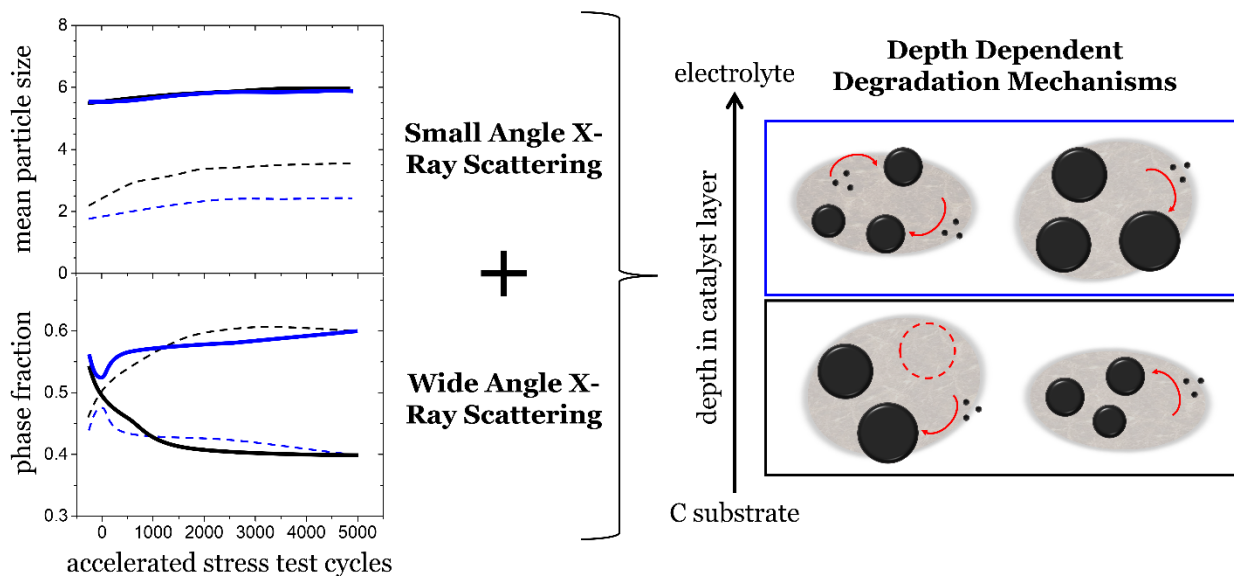 8
6
4
2
0
mean particle size
0.6
0.5
0.4
0.3
phase fraction
0 1000 2000 3000 4000 5000
accelerated stress test cycles
Small Angle X-
Ray Scattering
+
Wide Angle X-
Ray Scattering
Depth Dependent
Degradation Mechanisms
electrolyte
depth in catalyst layer
C substrate